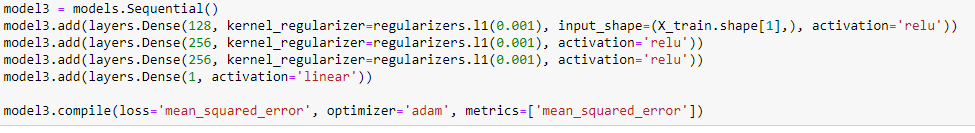 model3 = models.Sequential()
model3.add(layers.Dense(128, kernel_regularizer=regularizers.l1(0.001), input_shape=(X_train.shape[1],), activation='relu'))
model3.add(layers.Dense(256, kernel_regularizer=regularizers.l1(0.001), activation='relu'))
model3.add(layers.Dense(256, kernel_regularizer=regularizers.l1(0.001), activation='relu'))
model3.add(layers.Dense(1, activation='linear'))
model3.compile(loss='mean_squared_error', optimizer='adam', metrics=['mean_squared_error'])